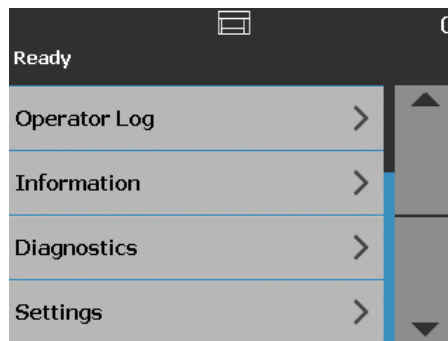 Ready
Operator Log
Information
Diagnostics
Settings